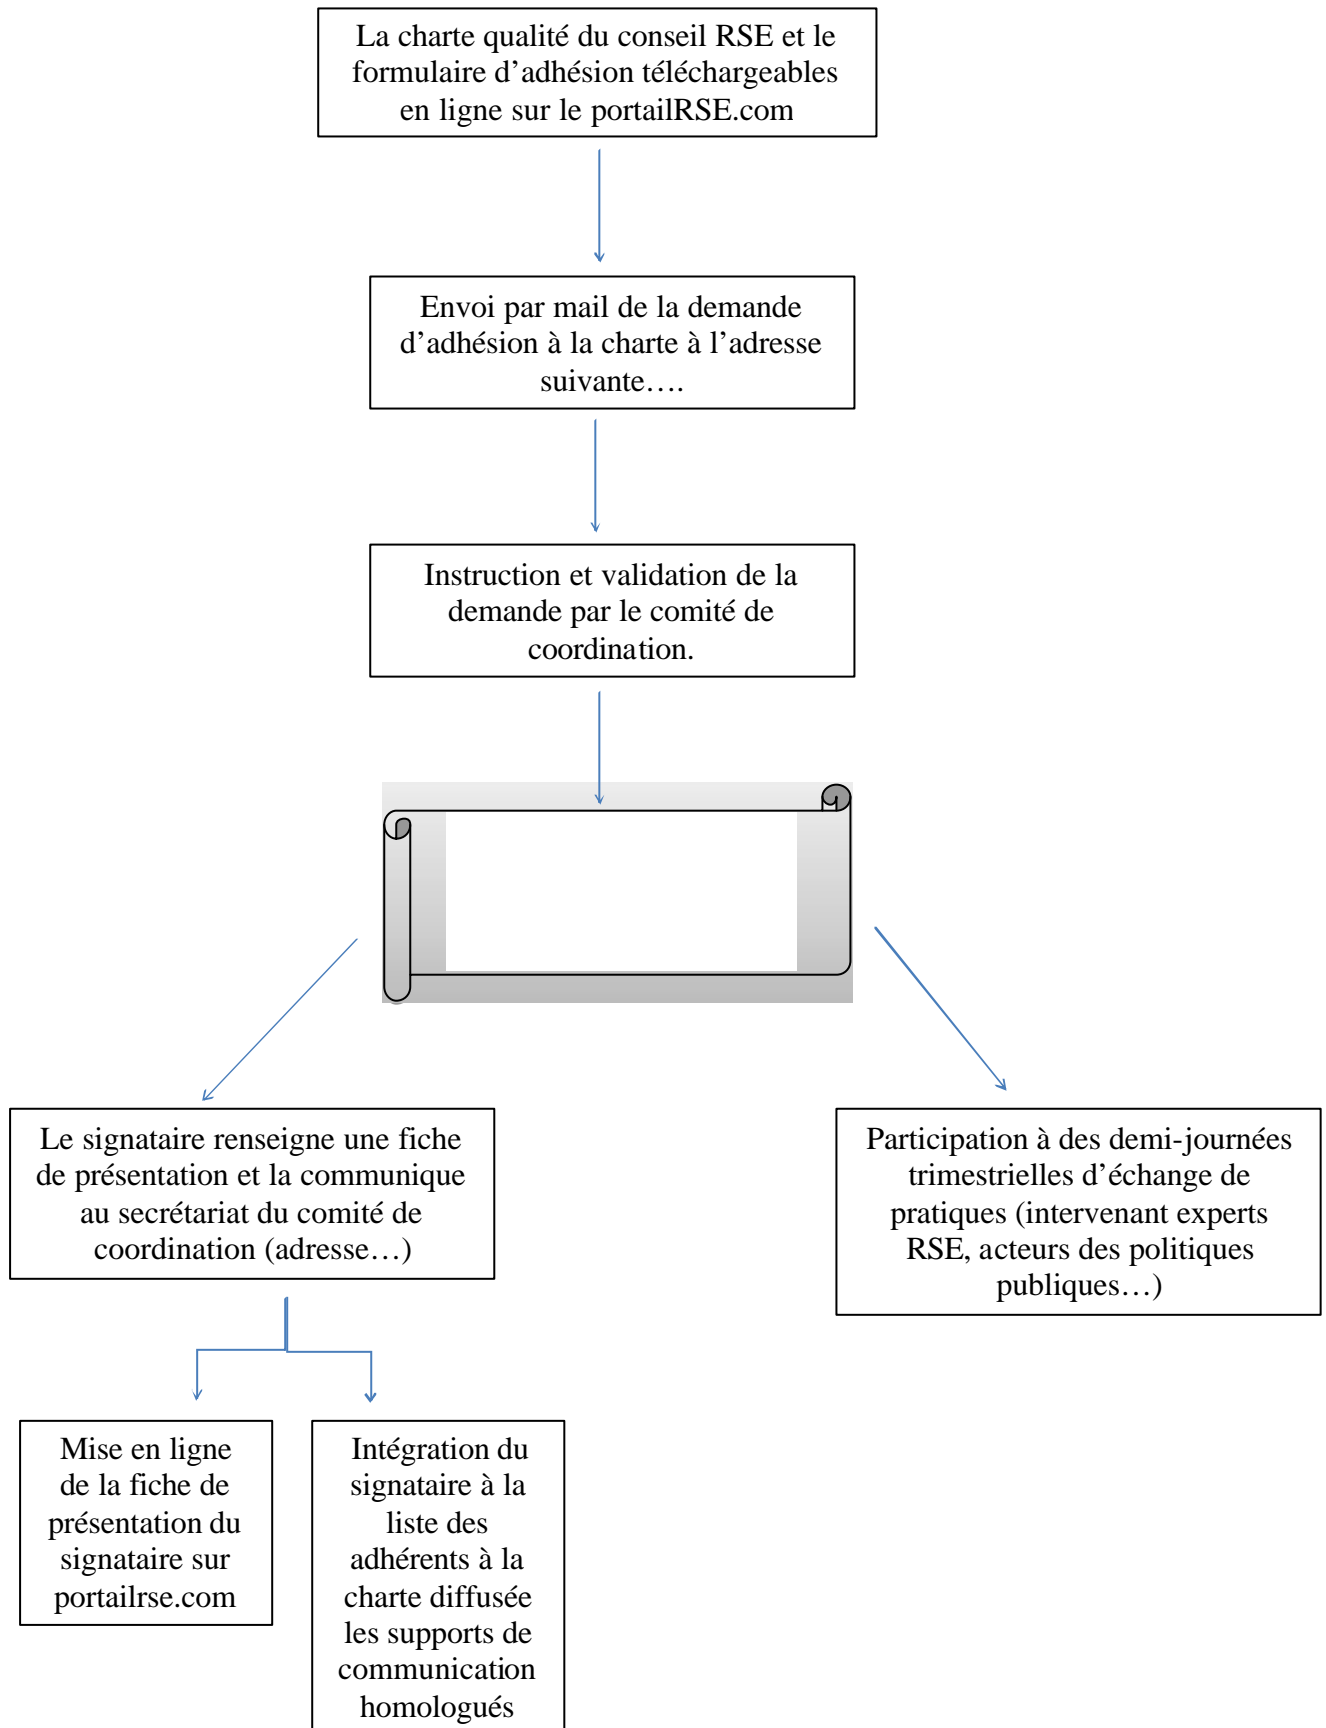 La charte qualité du conseil RSE et le
formulaire d’adhésion téléchargeables
en ligne sur le portailRSE.com
Envoi par mail de la demande
d’adhésion à la charte à l’adresse
suivante….
Instruction et validation de la
demande par le comité de
coordination.
Le signataire renseigne une fiche
de présentation et la communique
au secrétariat du comité de
coordination (adresse…)
Participation à des demi-journées
trimestrielles d’échange de
pratiques (intervenant experts
RSE, acteurs des politiques
publiques…)
Mise en ligne
de la fiche de
présentation du
signataire sur
portailrse.com
Intégration du
signataire à la
liste des
adhérents à la
charte diffusée
les supports de
communication
homologués